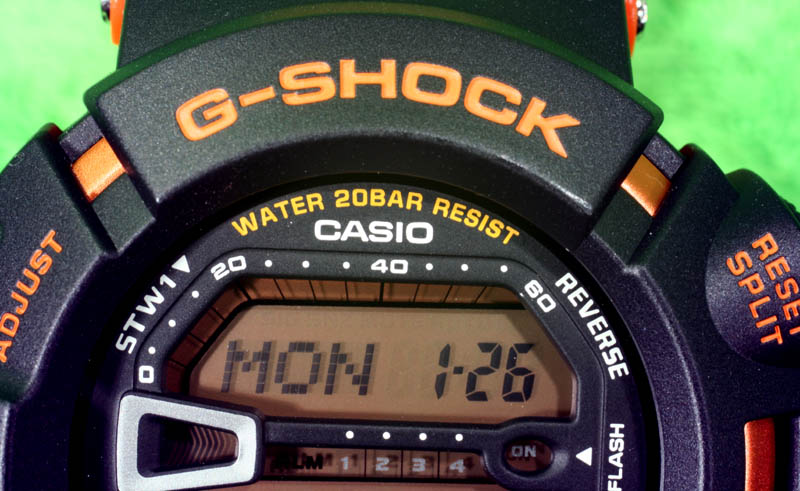 G-SHOCK
WATER 20BAR RESIST
CASIO
ADJUST
RESET
SPLIT
STW1
REVERSE
0 20 40 60
MON 1-26
1 2 3 4
ON
FLASH